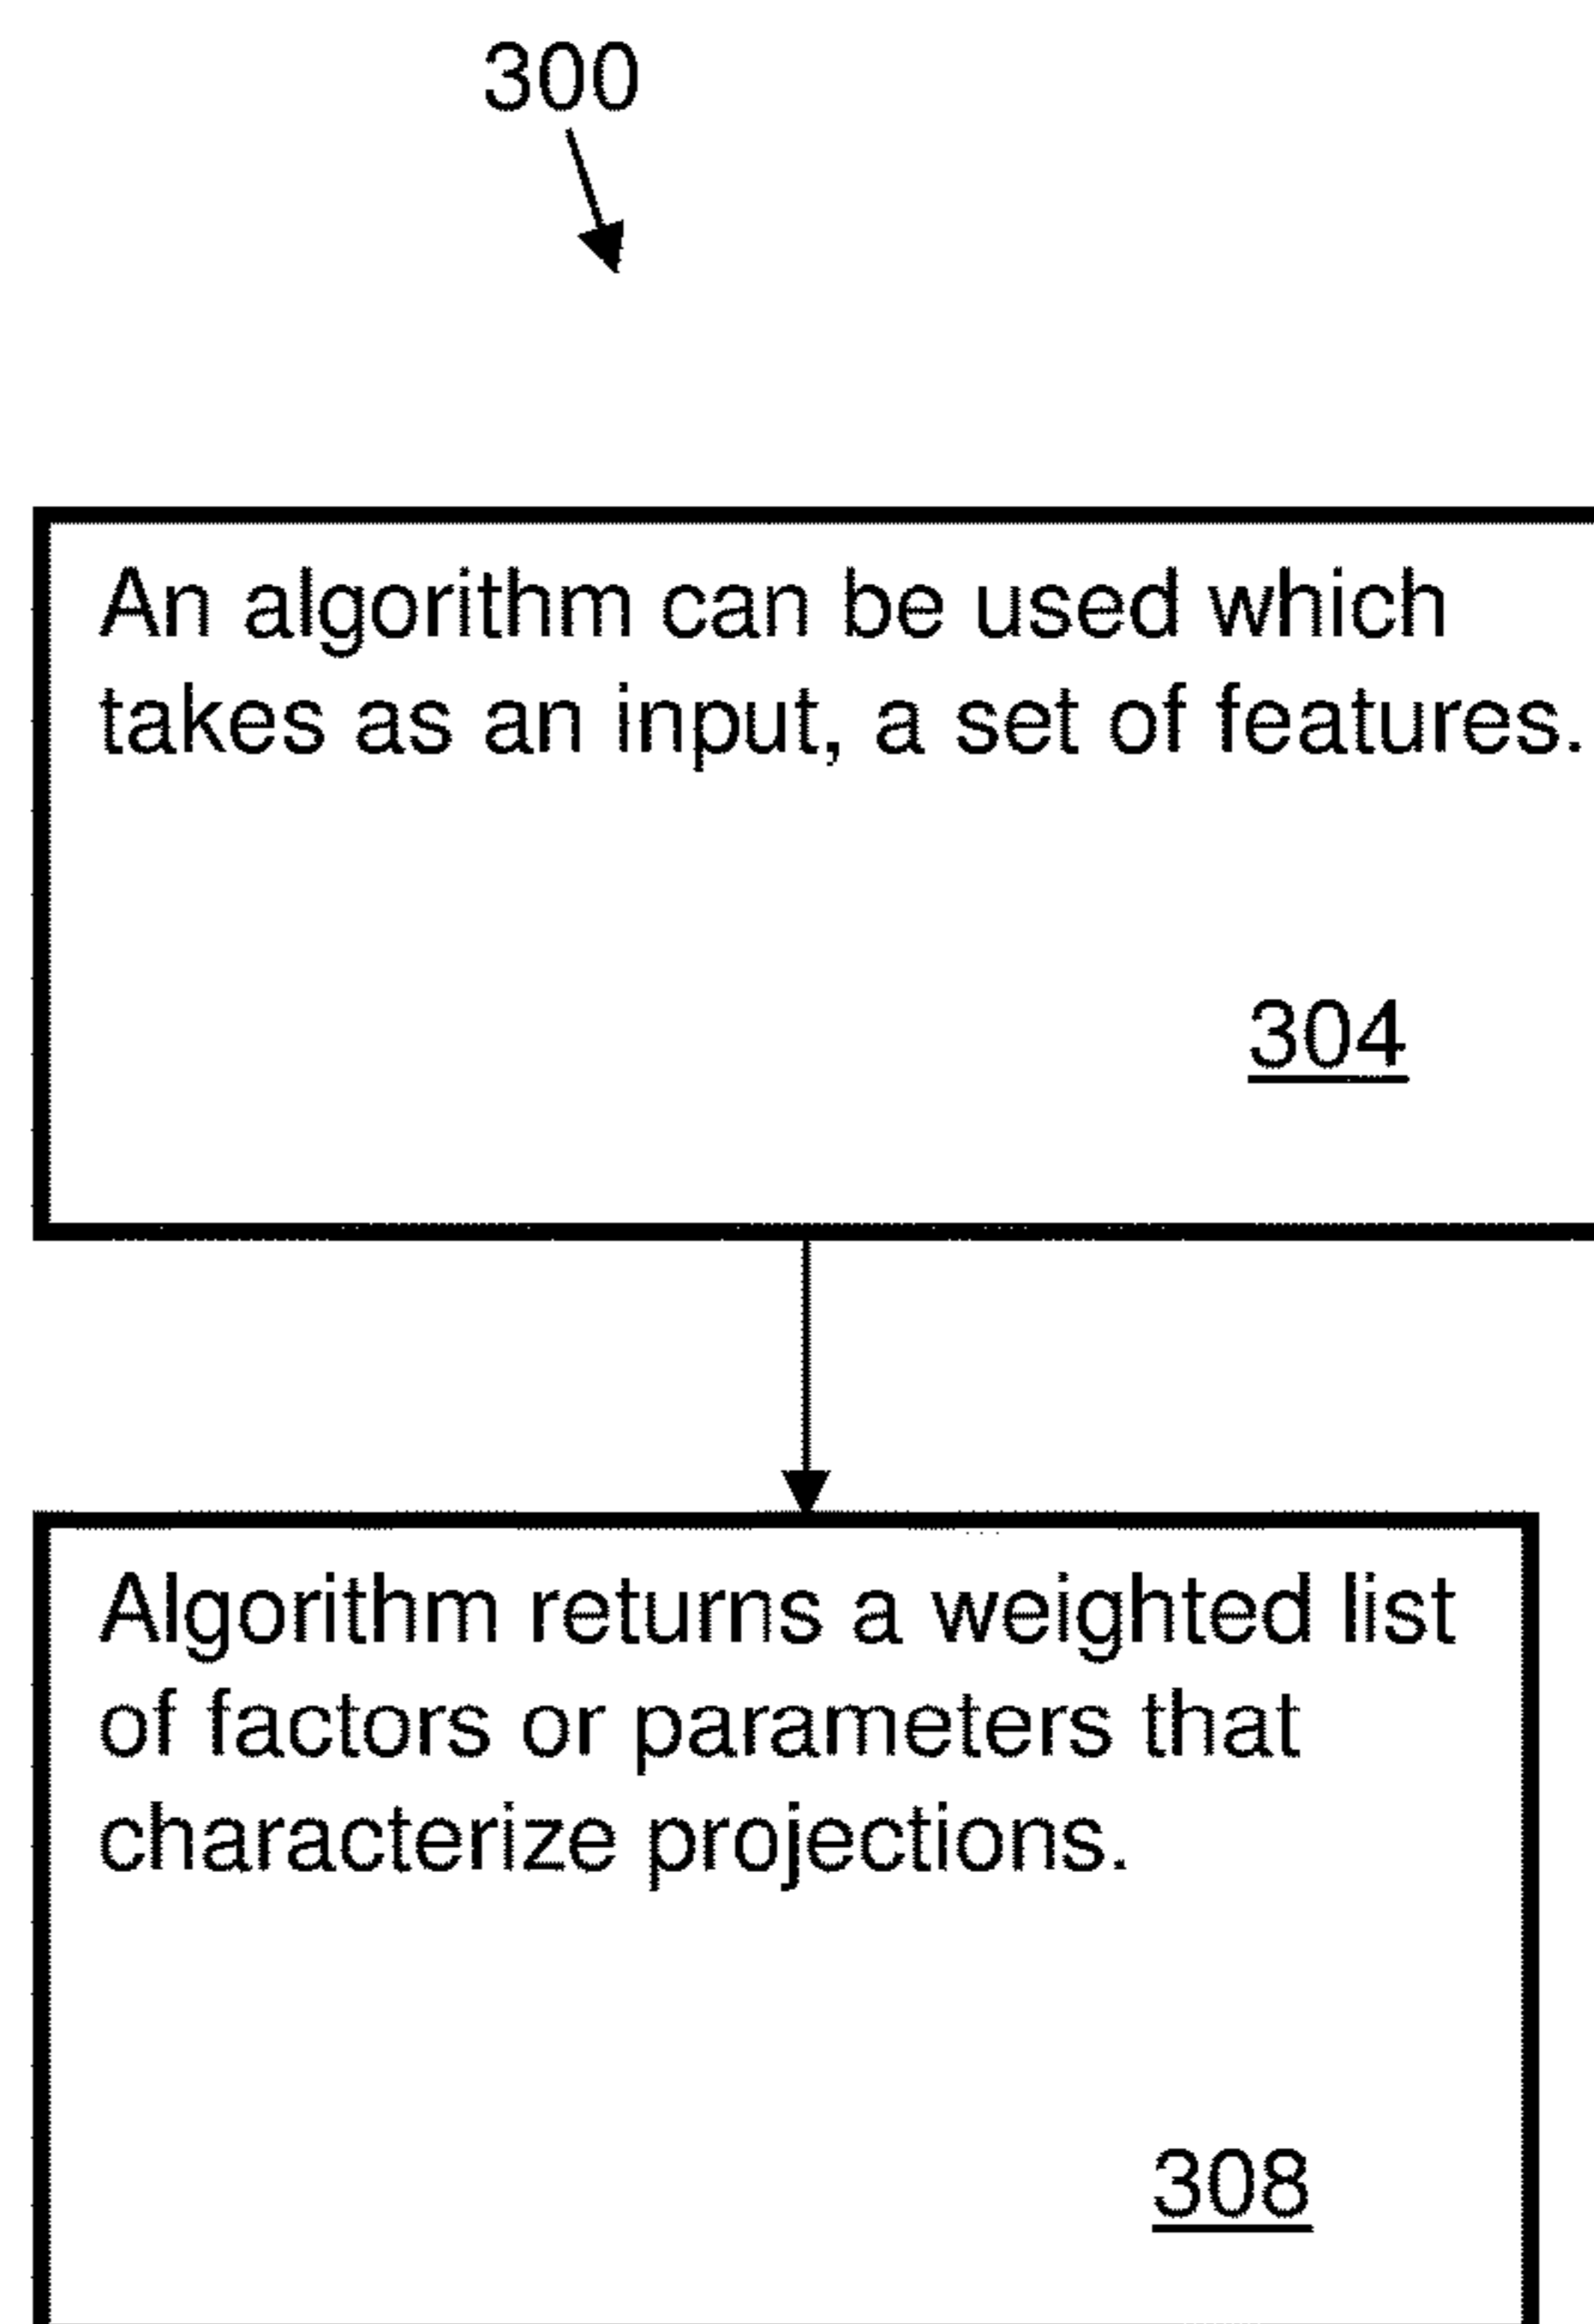 300
An algorithm can be used which
takes as an input, a set of features.
304
Algorithm returns a weighted list
of factors or parameters that
characterize projections.
308